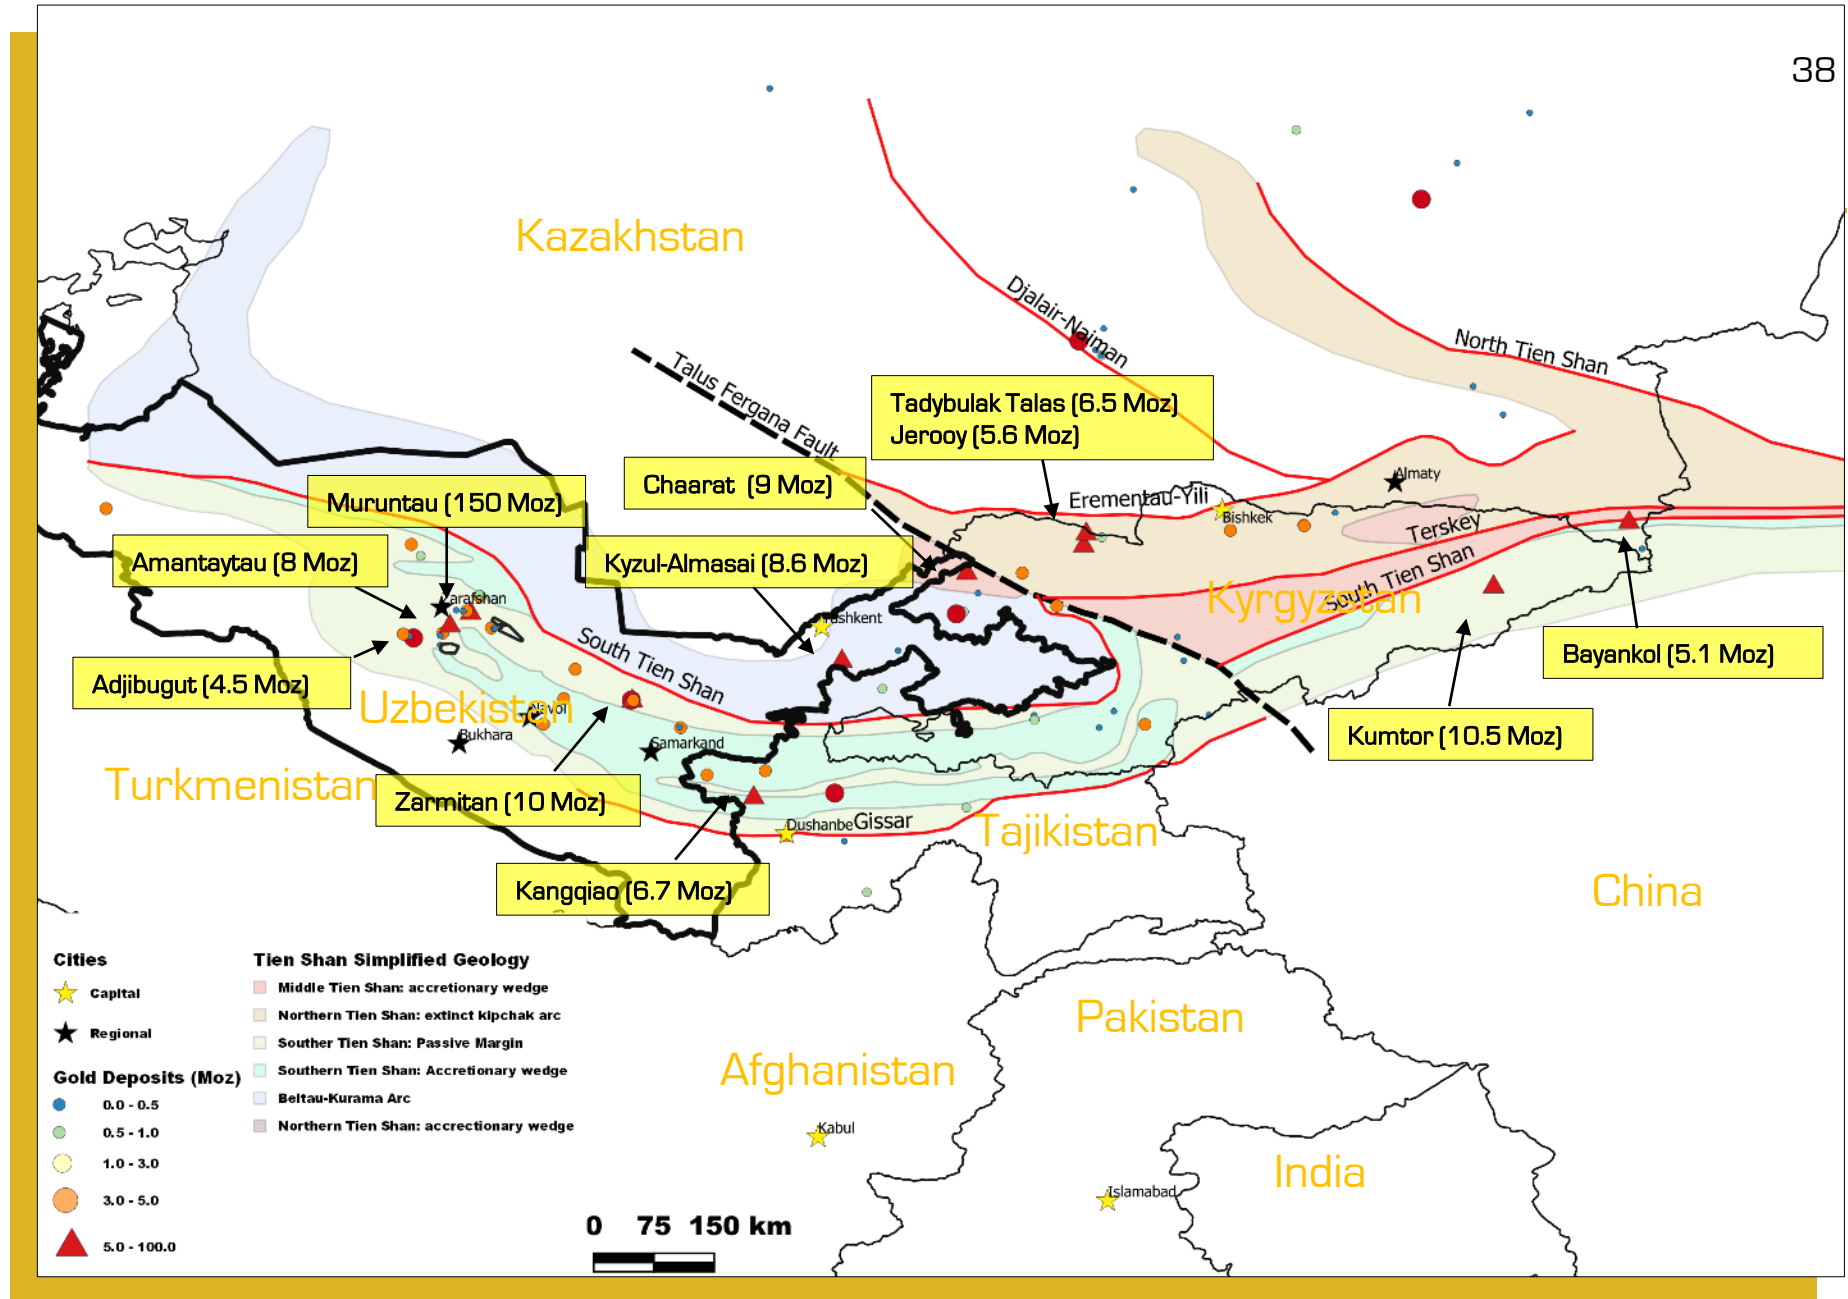 38
Kazakhstan
Djalair-Naiman
North Tien Shan
Talus Fergana Fault
Tadybulak Talas (6.5 Moz)
Jerooy (5.6 Moz)
Chaarat (9 Moz)
Muruntau (150 Moz)
Almaty
Erementau-Yili
Bishkek
Terskey
Amantaytau (8 Moz)
Kyzul-Almasai (8.6 Moz)
South Tien Shan
Kyrgyzstan
Zarafshan
Tashkent
South Tien Shan
Bayankol (5.1 Moz)
Adjibugut (4.5 Moz)
Uzbekistan
Navoi
Bukhara
Samarkand
Kumtor (10.5 Moz)
Turkmenistan
Zarmitan (10 Moz)
Dushanbe
Gissar
Tajikistan
Kangqiao (6.7 Moz)
China
Cities
Capital
Regional
Gold Deposits (Moz)
0.0 - 0.5
0.5 - 1.0
1.0 - 3.0
3.0 - 5.0
5.0 - 100.0
Tien Shan Simplified Geology
Middle Tien Shan: accretionary wedge
Northern Tien Shan: extinct kipchak arc
Souther Tien Shan: Passive Margin
Southern Tien Shan: Accretionary wedge
Beltau-Kurama Arc
Northern Tien Shan: accrectionary wedge
Pakistan
Afghanistan
Kabul
India
Islamabad
0 75 150 km